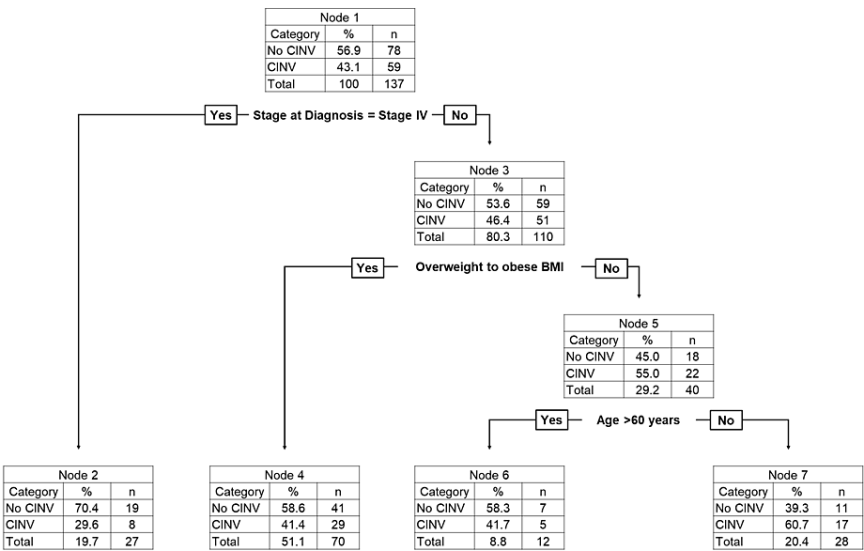 Node 1
Category % n
No CINV 56.9 78
CINV 43.1 59
Total 100 137
Yes Stage at Diagnosis = Stage IV No
Node 3
Category % n
No CINV 53.6 59
CINV 46.4 51
Total 80.3 110
Yes Overweight to obese BMI No
Node 5
Category % n
No CINV 45.0 18
CINV 55.0 22
Total 29.2 40
Yes Age >60 years No
Node 2
Category % n
No CINV 70.4 19
CINV 29.6 8
Total 19.7 27
Node 4
Category % n
No CINV 58.6 41
CINV 41.4 29
Total 51.1 70
Node 6
Category % n
No CINV 58.3 7
CINV 41.7 5
Total 8.8 12
Node 7
Category % n
No CINV 39.3 11
CINV 60.7 17
Total 20.4 28